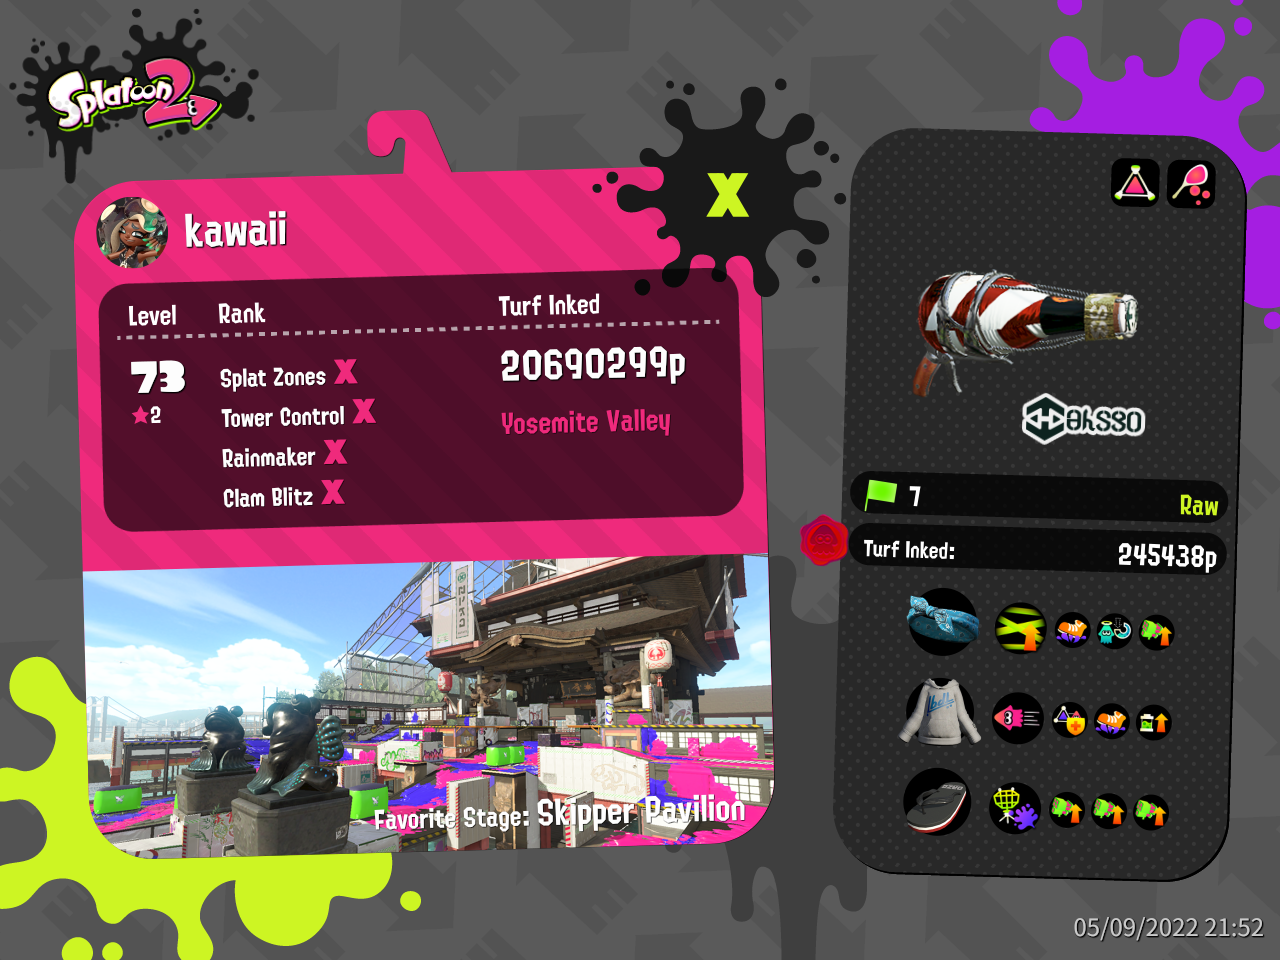 Splatoon 2
kawaii
X
Level
Rank
Turf Inked
73
★2
Splat Zones X
Tower Control X
Rainmaker X
Clam Blitz X
20690299p
Yosemite Valley
Favorite Stage: Skipper Pavilion
7
Raw
Turf Inked:
245438p
3
05/09/2022 21:52